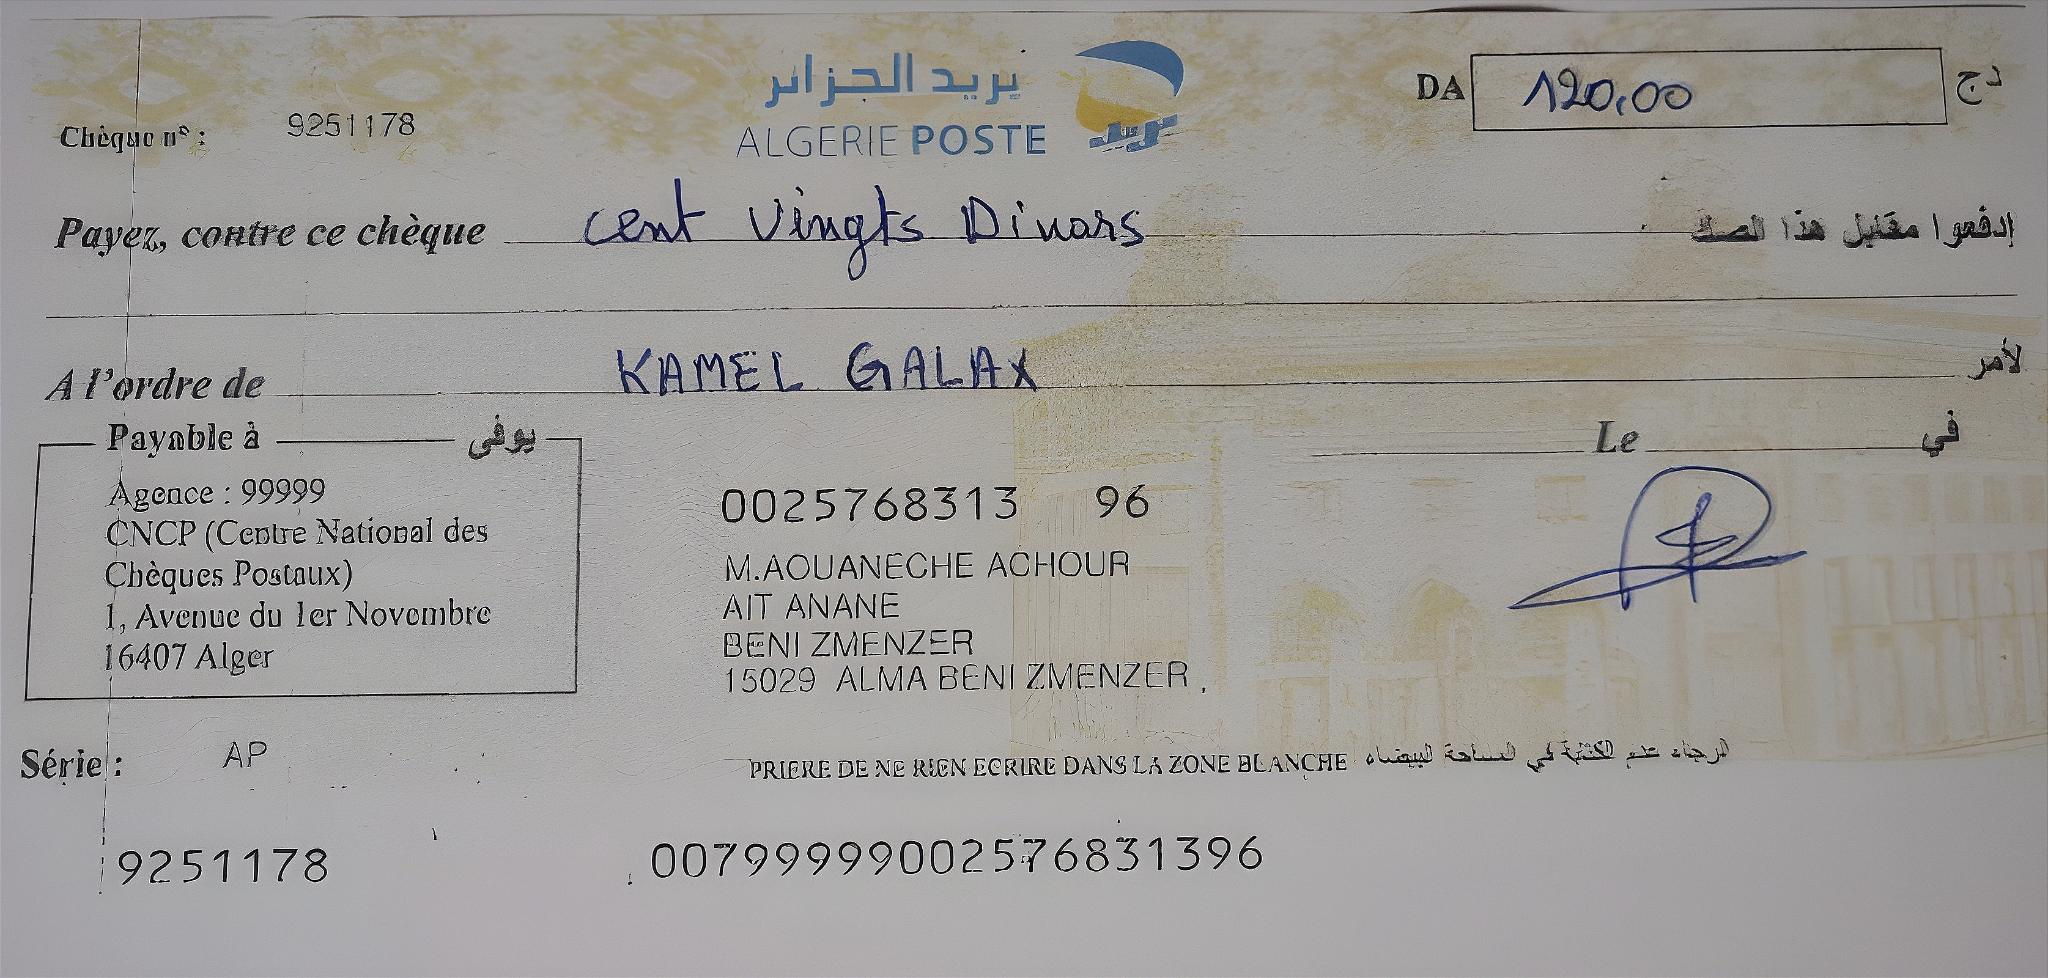 بريد الجزائر
ALGERIE POSTE
بريد
DA 120,00 دج
Chèque n° : 9251178
Payez, contre ce chèque Cent Vingts Dinars إدفعوا مقابل هذا الصك
A l'ordre de KAMEL GALAX لأمر
Payable à يوفى
Le في
Agence : 99999
CNCP (Centre National des
Chèques Postaux)
1, Avenue du 1er Novembre
16407 Alger
0025768313 96
M.AOUANECHE ACHOUR
AIT ANANE
BENI ZMENZER
15029 ALMA BENI ZMENZER
Série : AP
PRIERE DE NE RIEN ECRIRE DANS LA ZONE BLANCHE الرجاء عدم الكتابة في المساحة البيضاء
9251178 00799999002576831396